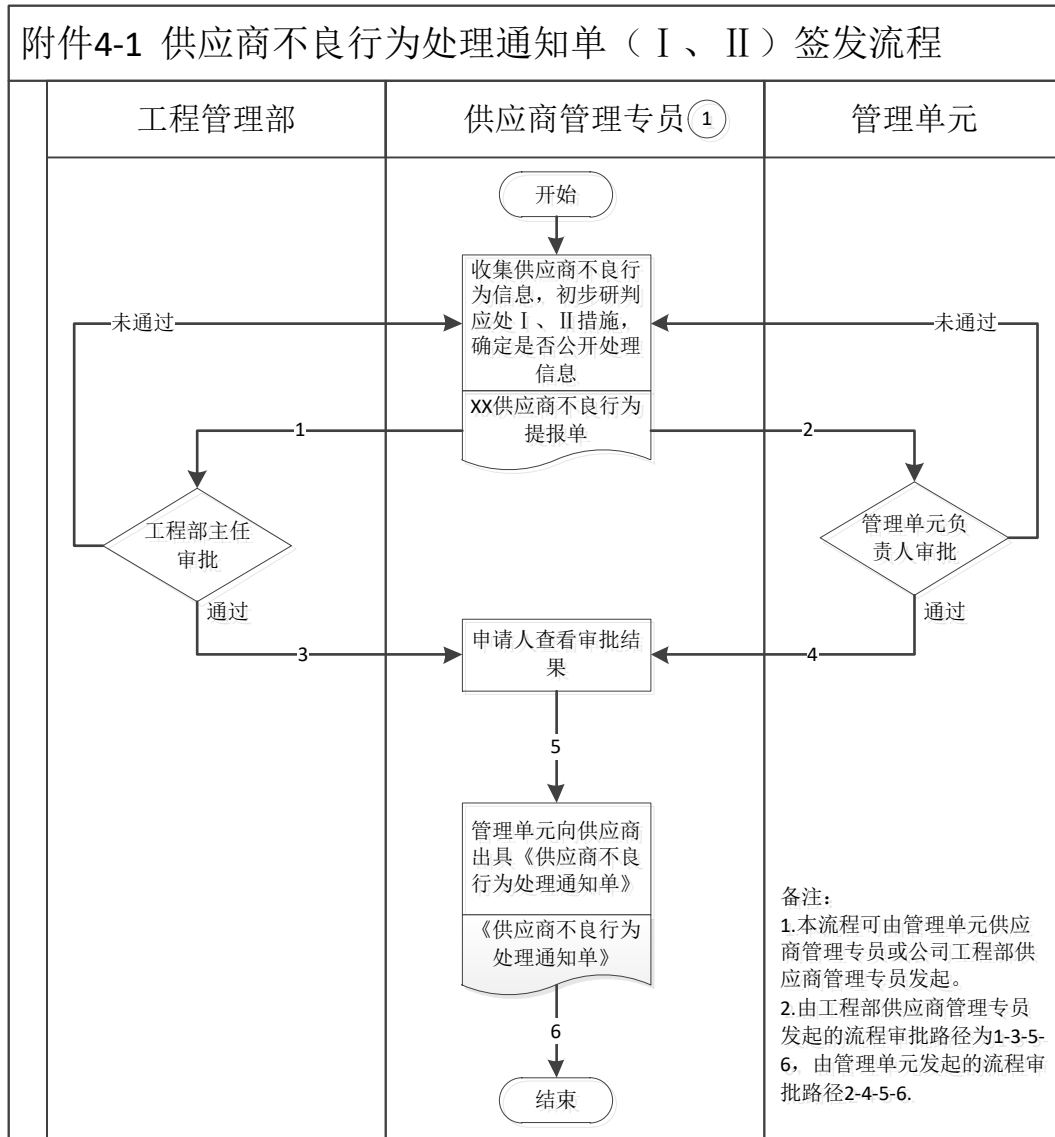 附件4-1 供应商不良行为处理通知单（Ⅰ、Ⅱ）签发流程
工程管理部
供应商管理专员①
管理单元
开始
收集供应商不良行
为信息，初步研判
应处Ⅰ、Ⅱ措施，
确定是否公开处理
信息
未通过
未通过
XX供应商不良行为
提报单
1
2
工程部主任
审批
管理单元负
责人审批
通过
通过
申请人查看审批结
果
3
4
5
管理单元向供应商
出具《供应商不良
行为处理通知单》
《供应商不良行为
处理通知单》
6
结束
备注：
1.本流程可由管理单元供应
商管理专员或公司工程部供
应商管理专员发起。
2.由工程部供应商管理专员
发起的流程审批路径为1-3-5-
6，由管理单元发起的流程审
批路径2-4-5-6.